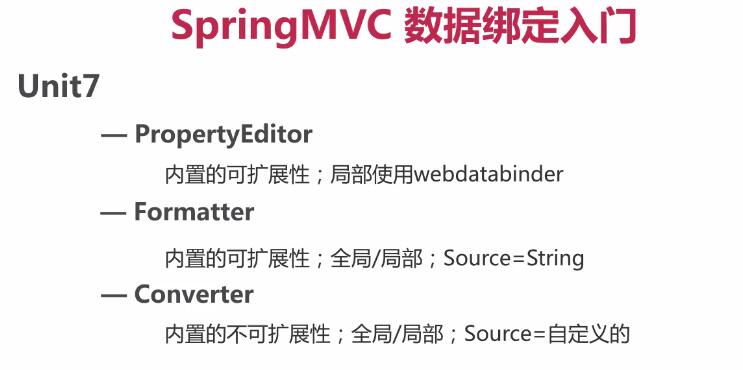 SpringMVC 数据绑定入门
Unit7
— PropertyEditor
内置的可扩展性；局部使用webdatabinder
— Formatter
内置的可扩展性；全局/局部；Source=String
— Converter
内置的不可扩展性；全局/局部；Source=自定义的